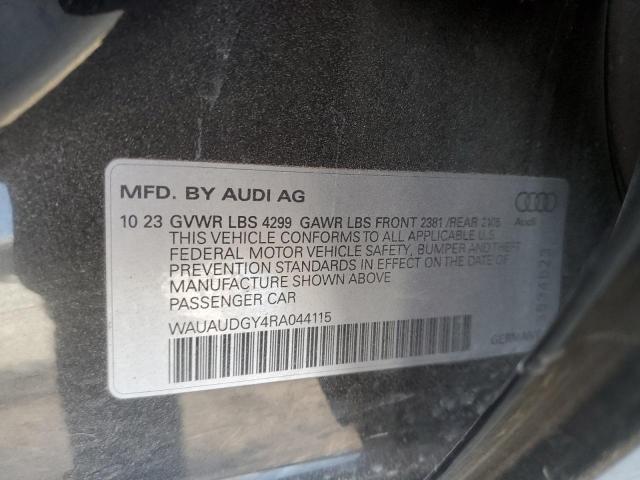 MFD. BY AUDI AG
10 23 GVWR LBS 4299 GAWR LBS FRONT 2381 /REAR
THIS VEHICLE CONFORMS TO ALL APPLICABLE U.S.
FEDERAL MOTOR VEHICLE SAFETY, BUMPER AND THEFT
PREVENTION STANDARDS IN EFFECT ON THE DATE OF
MANUFACTURE SHOWN ABOVE
PASSENGER CAR
WAUAUDGY4RA044115
Audi
GERMANY